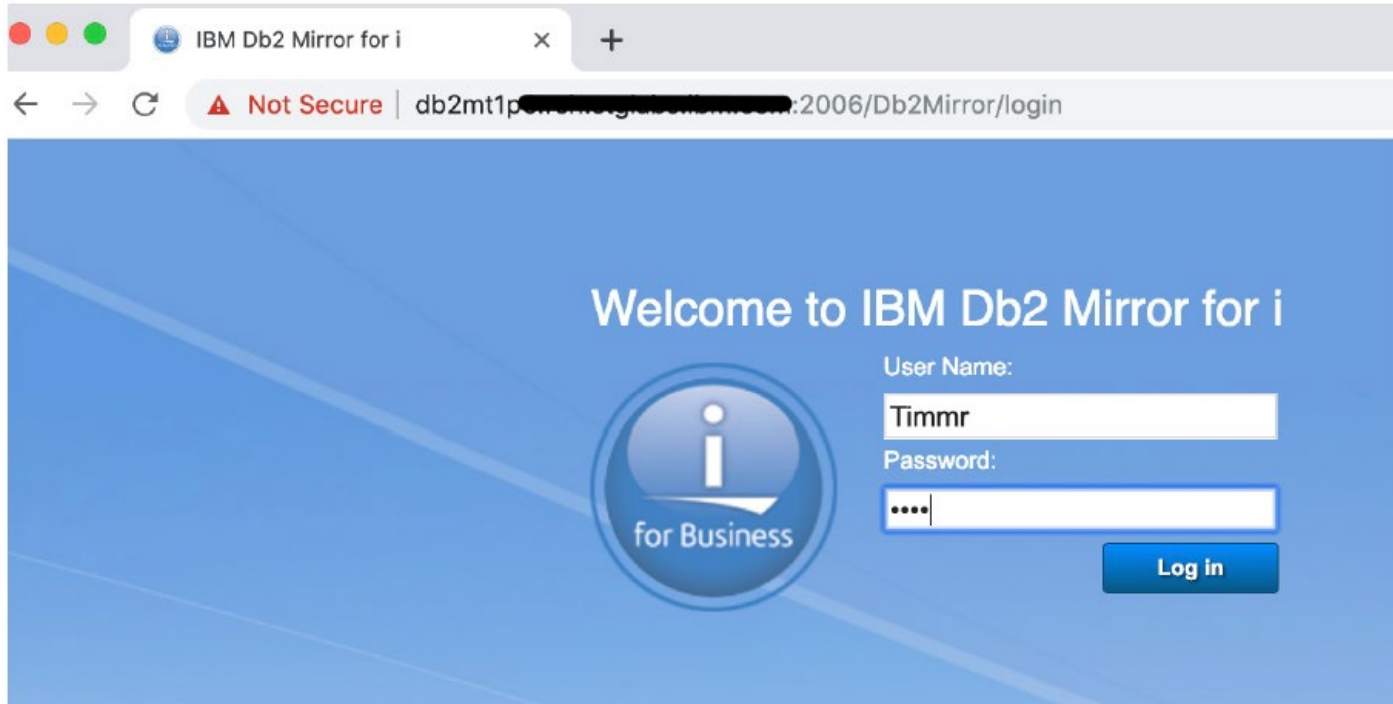 IBM Db2 Mirror for i
Not Secure db2mt1p :2006/Db2Mirror/login
Welcome to IBM Db2 Mirror for i
User Name:
Timmr
Password:
••••
i
for Business
Log in